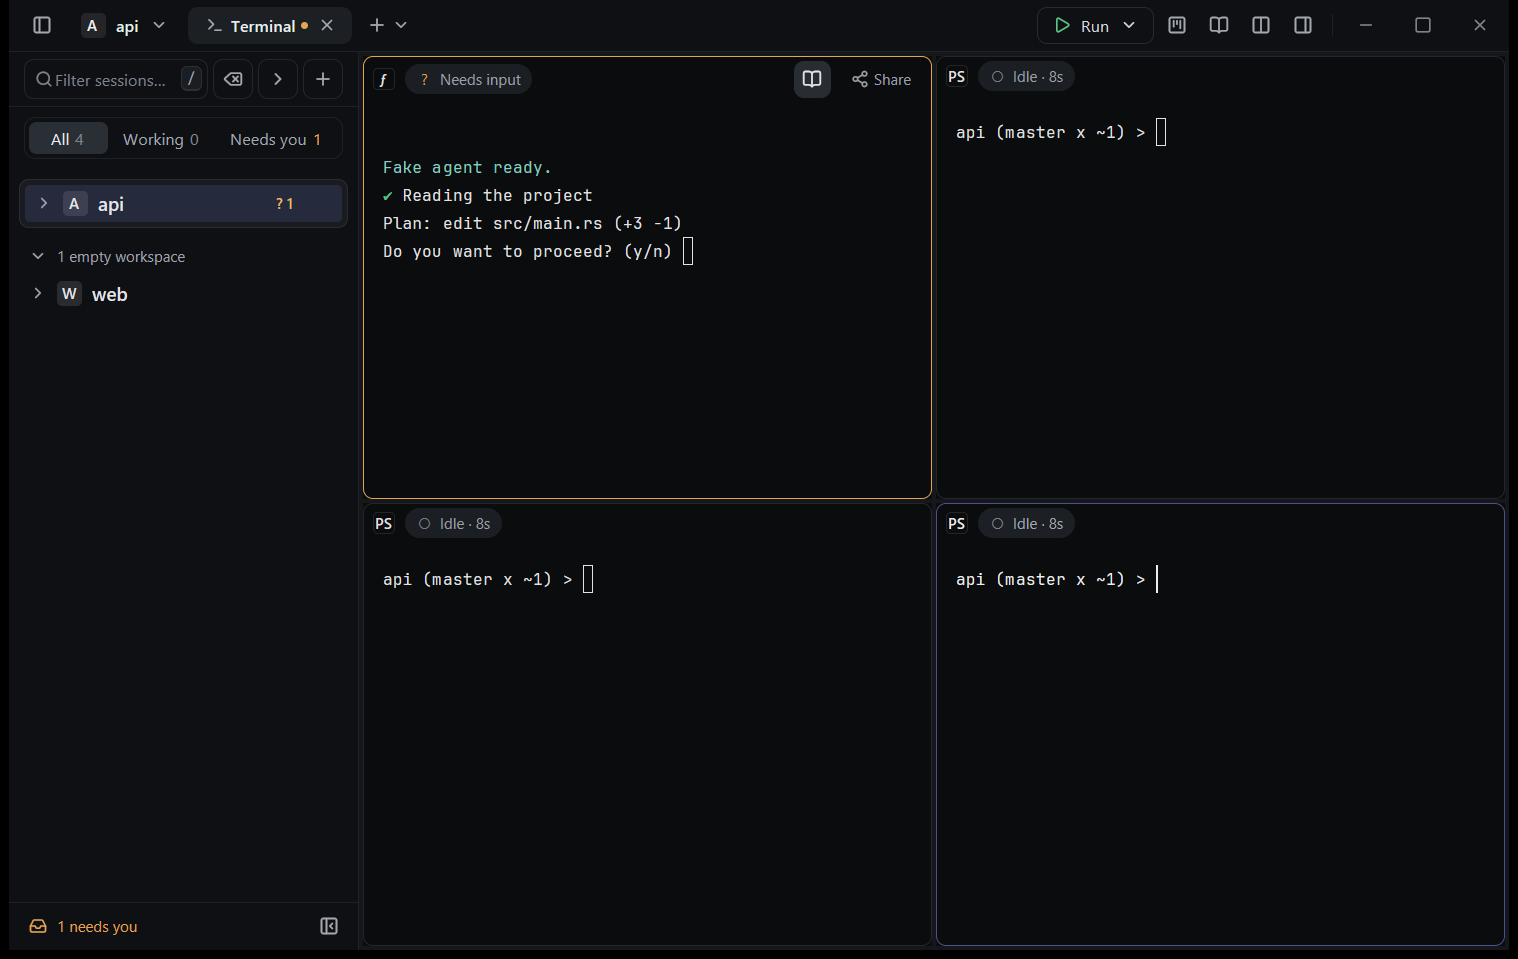 A api
Terminal
Run
Filter sessions... /
All 4 Working 0 Needs you 1
A api ? 1
1 empty workspace
W web
1 needs you
f ? Needs input Share
Fake agent ready.
✔ Reading the project
Plan: edit src/main.rs (+3 -1)
Do you want to proceed? (y/n)
PS Idle · 8s
api (master x ~1) >
PS Idle · 8s
api (master x ~1) >
PS Idle · 8s
api (master x ~1) >